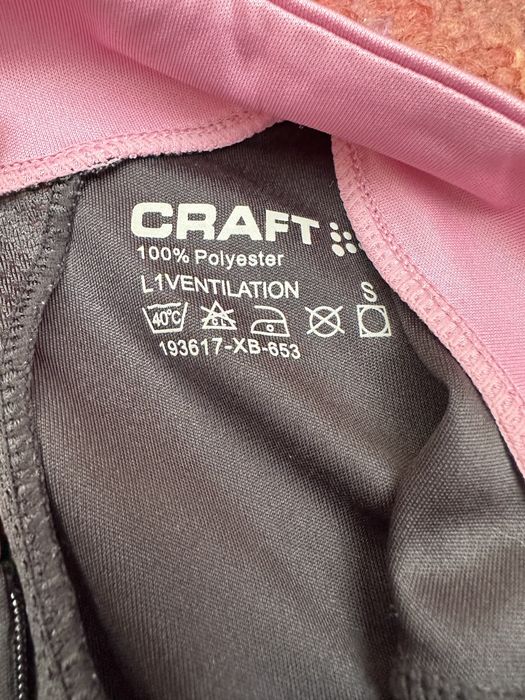 CRAFT
100% Polyester
L1VENTILATION S
40°C
193617-XB-653